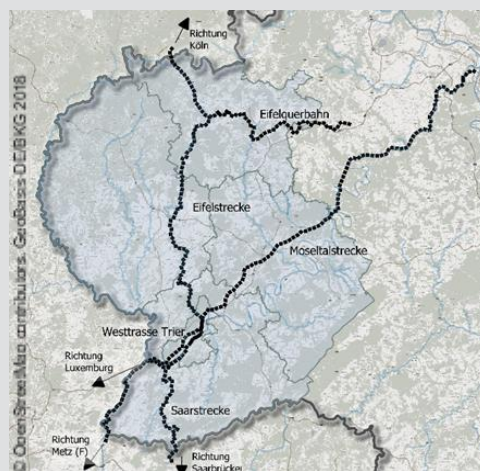 Richtung
Köln
Eifelquerbahn
Eifelstrecke
Moseltalstrecke
Westtrasse Trier
Richtung
Luxemburg
Saarstrecke
Richtung
Metz (F)
Richtung
Saarbrücken
© OpenStreetMap contributors, GeoBasis DE/BKG 2018